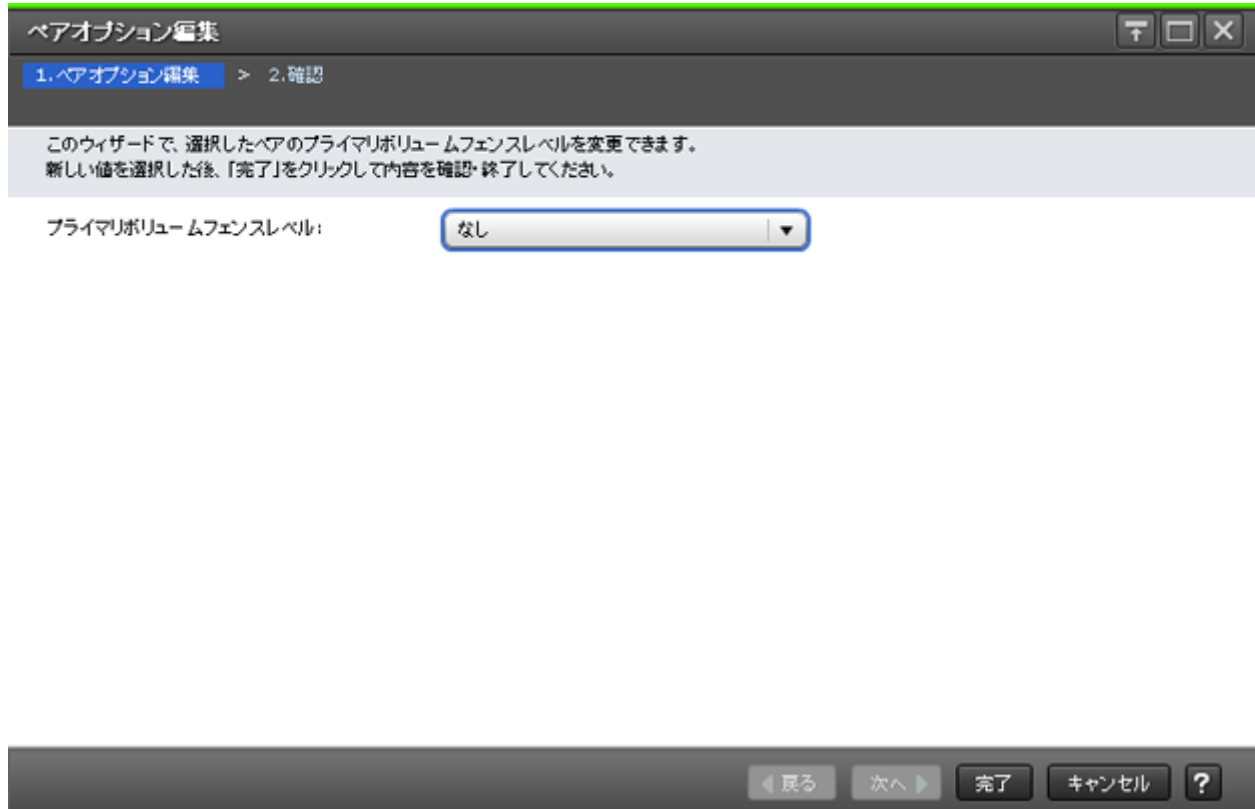 ペアオプション編集
1.ペアオプション編集 > 2.確認
このウィザードで、選択したペアのプライマリボリュームフェンスレベルを変更できます。
新しい値を選択した後、「完了」をクリックして内容を確認・終了してください。
プライマリボリュームフェンスレベル: なし
戻る 次へ 完了 キャンセル ?